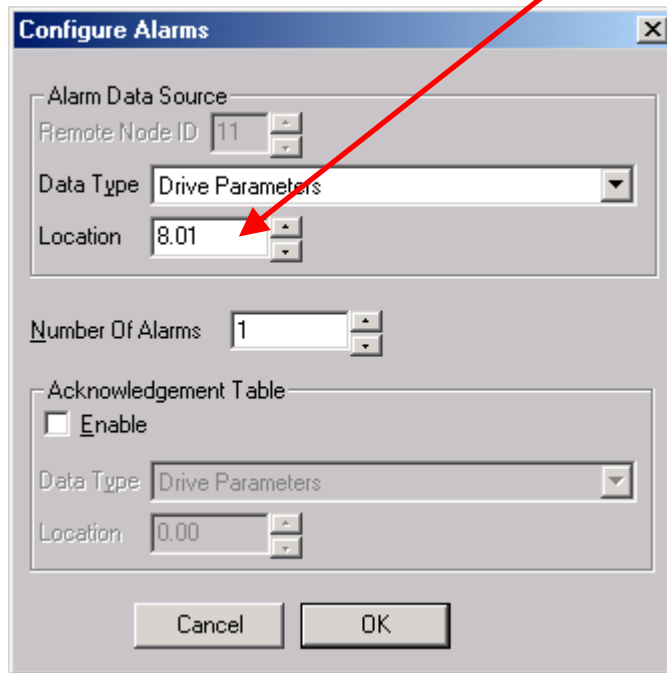 Configure Alarms
Alarm Data Source
Remote Node ID 11
Data Type Drive Parameters
Location 8.01
Number Of Alarms 1
Acknowledgement Table
Enable
Data Type Drive Parameters
Location 0.00
Cancel OK